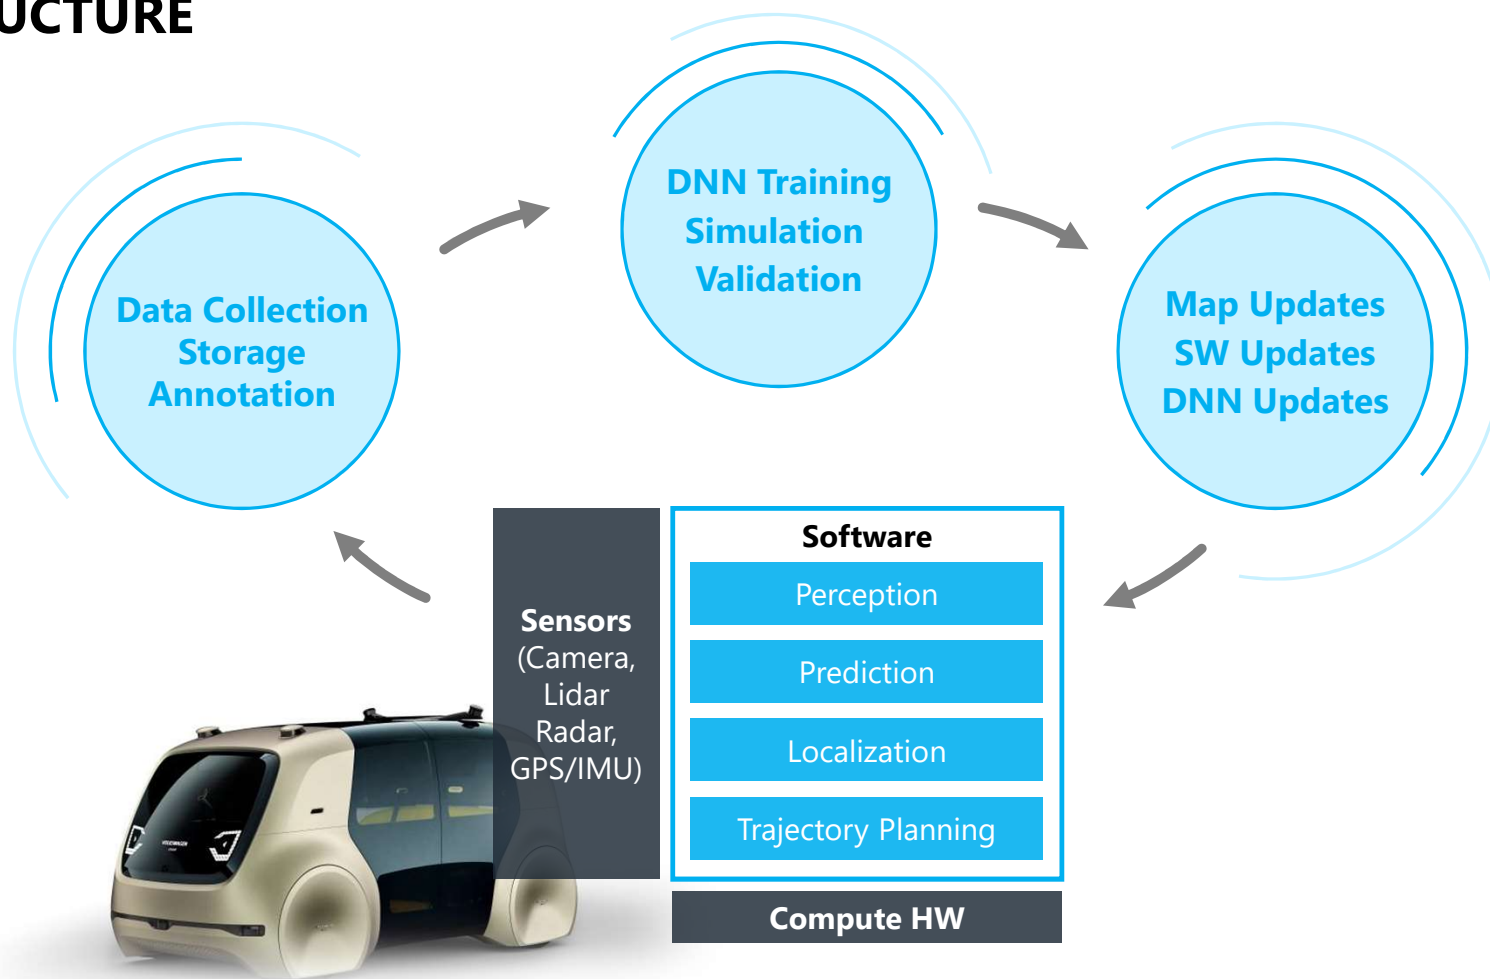 UCTURE
DNN Training
Simulation
Validation
Data Collection
Storage
Annotation
Map Updates
SW Updates
DNN Updates
Sensors
(Camera,
Lidar
Radar,
GPS/IMU)
Software
Perception
Prediction
Localization
Trajectory Planning
Compute HW
VOLKSWAGEN